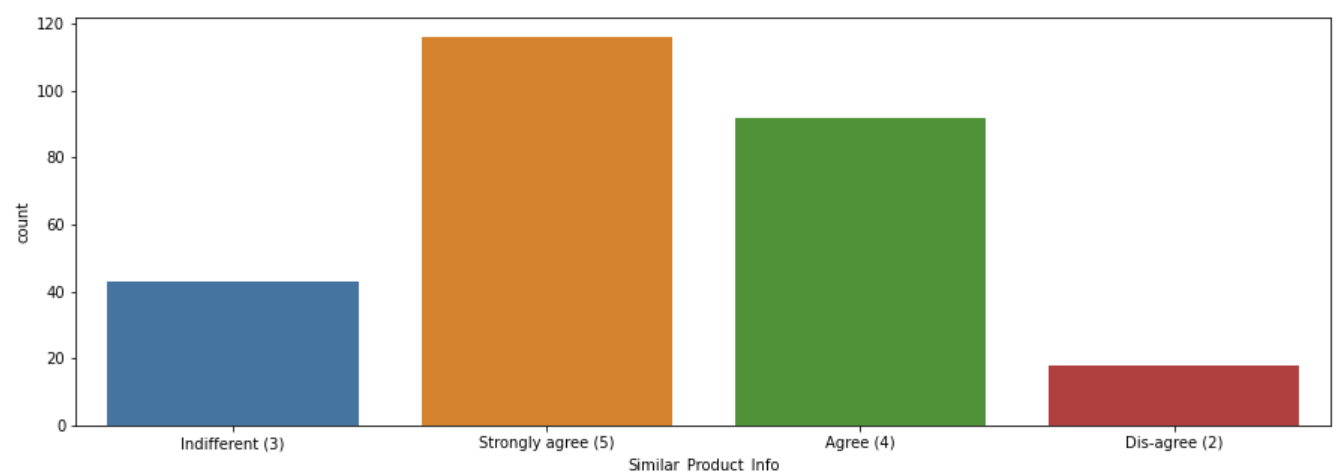 120
100
80
60
40
20
0
count
Indifferent (3) Strongly agree (5) Agree (4) Dis-agree (2)
Similar_Product_Info